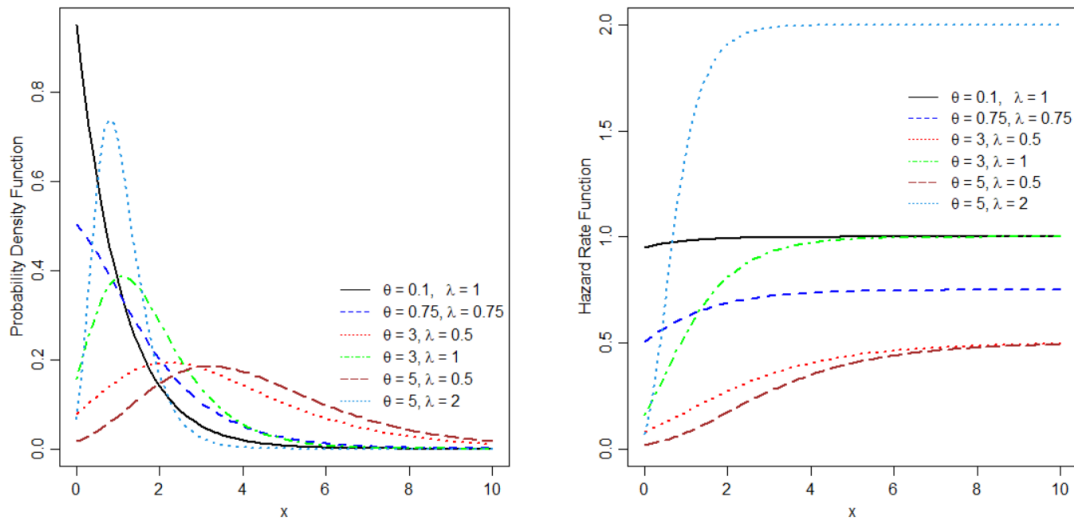 Probability Density Function
0.0
0.2
0.4
0.6
0.8
0
2
4
6
8
10
x
θ = 0.1, λ = 1
θ = 0.75, λ = 0.75
θ = 3, λ = 0.5
θ = 3, λ = 1
θ = 5, λ = 0.5
θ = 5, λ = 2
Hazard Rate Function
0.0
0.5
1.0
1.5
2.0
0
2
4
6
8
10
x
θ = 0.1, λ = 1
θ = 0.75, λ = 0.75
θ = 3, λ = 0.5
θ = 3, λ = 1
θ = 5, λ = 0.5
θ = 5, λ = 2